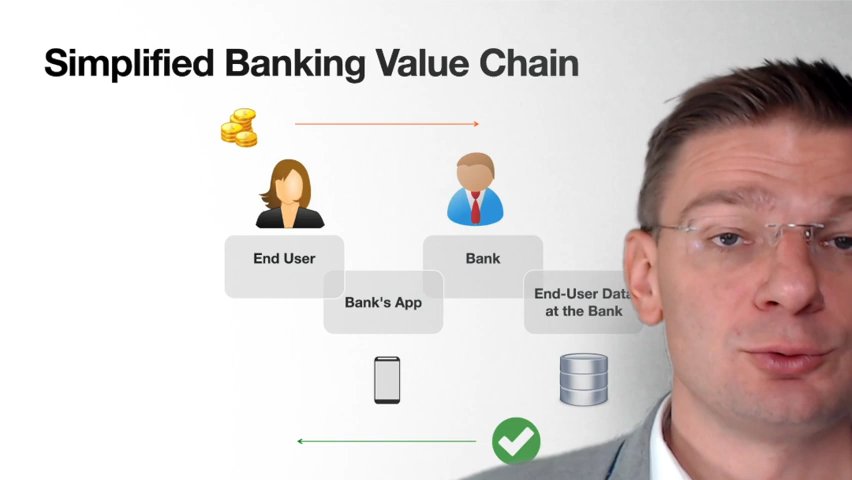 Simplified Banking Value Chain
End User
Bank
Bank's App
End-User Data
at the Bank